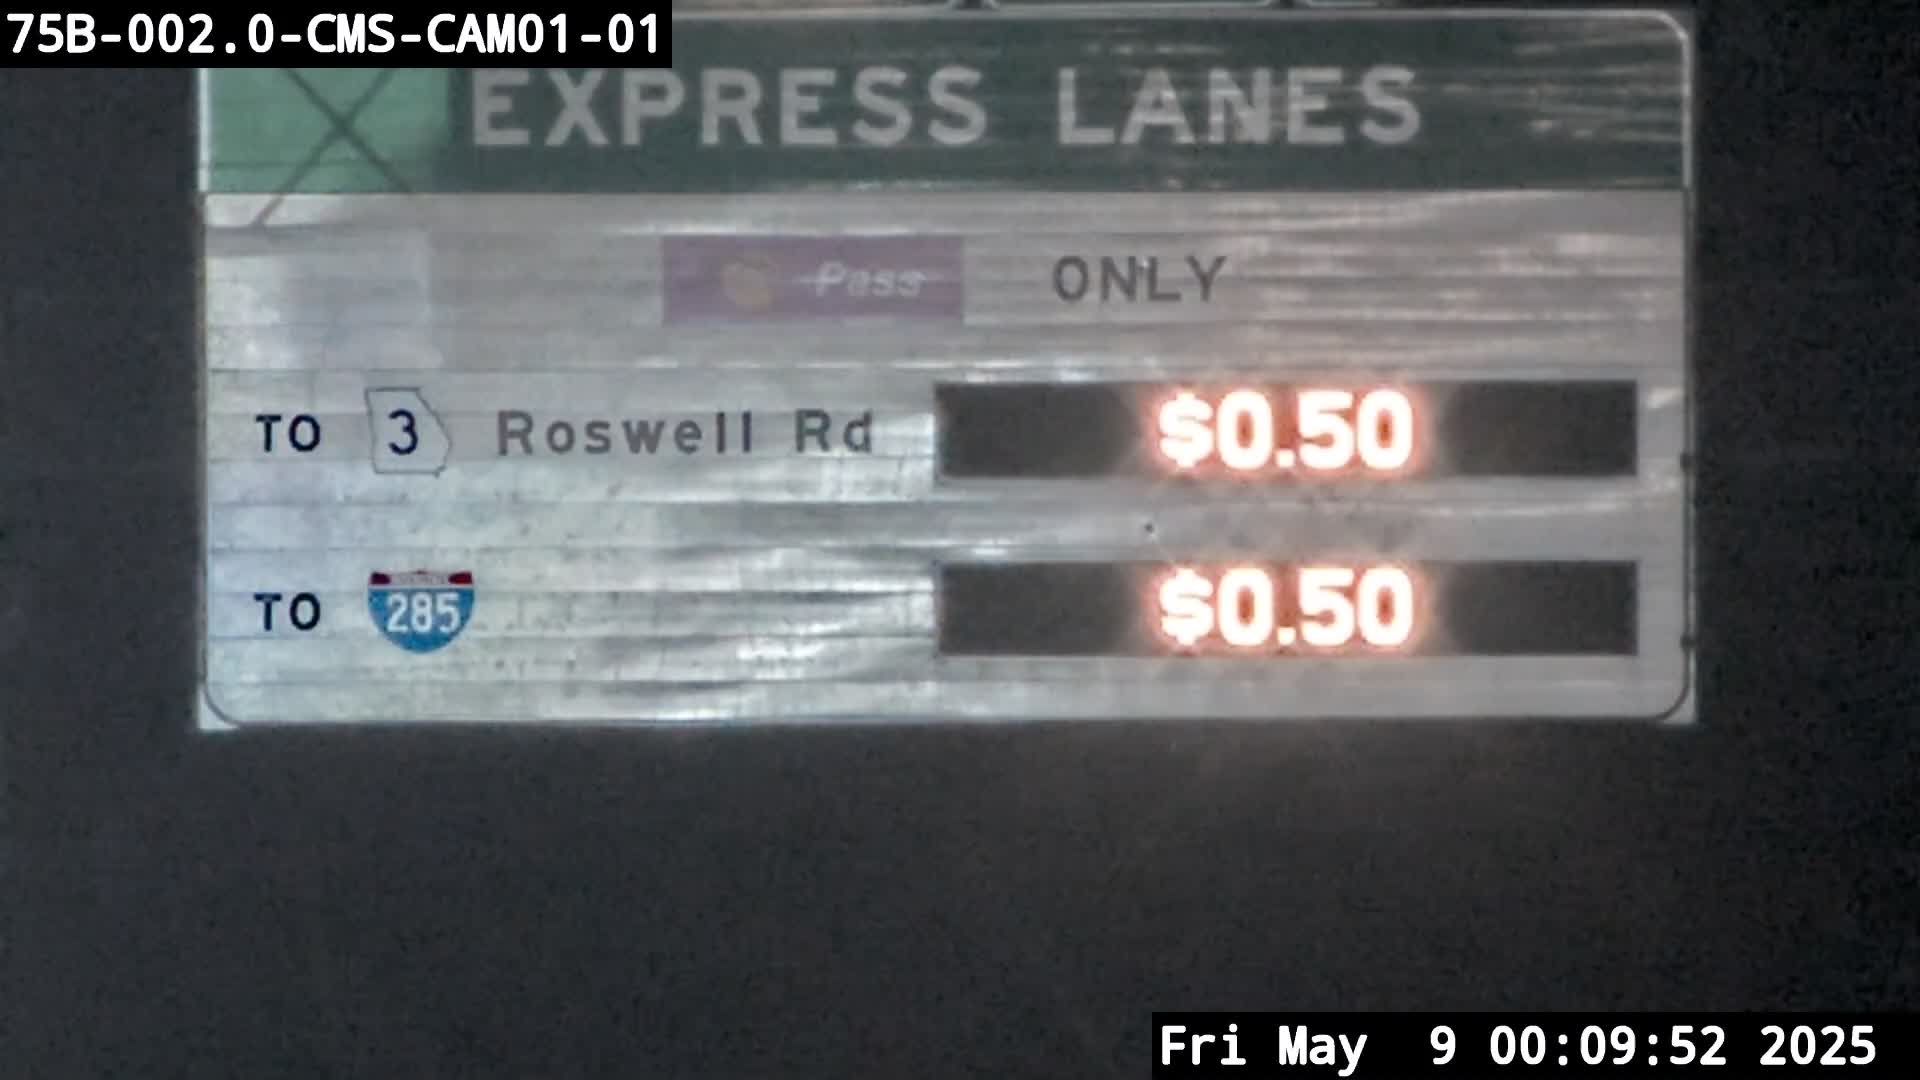 75B-002.0-CMS-CAM01-01
EXPRESS LANES
Pass ONLY
TO 3 Roswell Rd $0.50
TO 285 $0.50
Fri May 9 00:09:52 2025